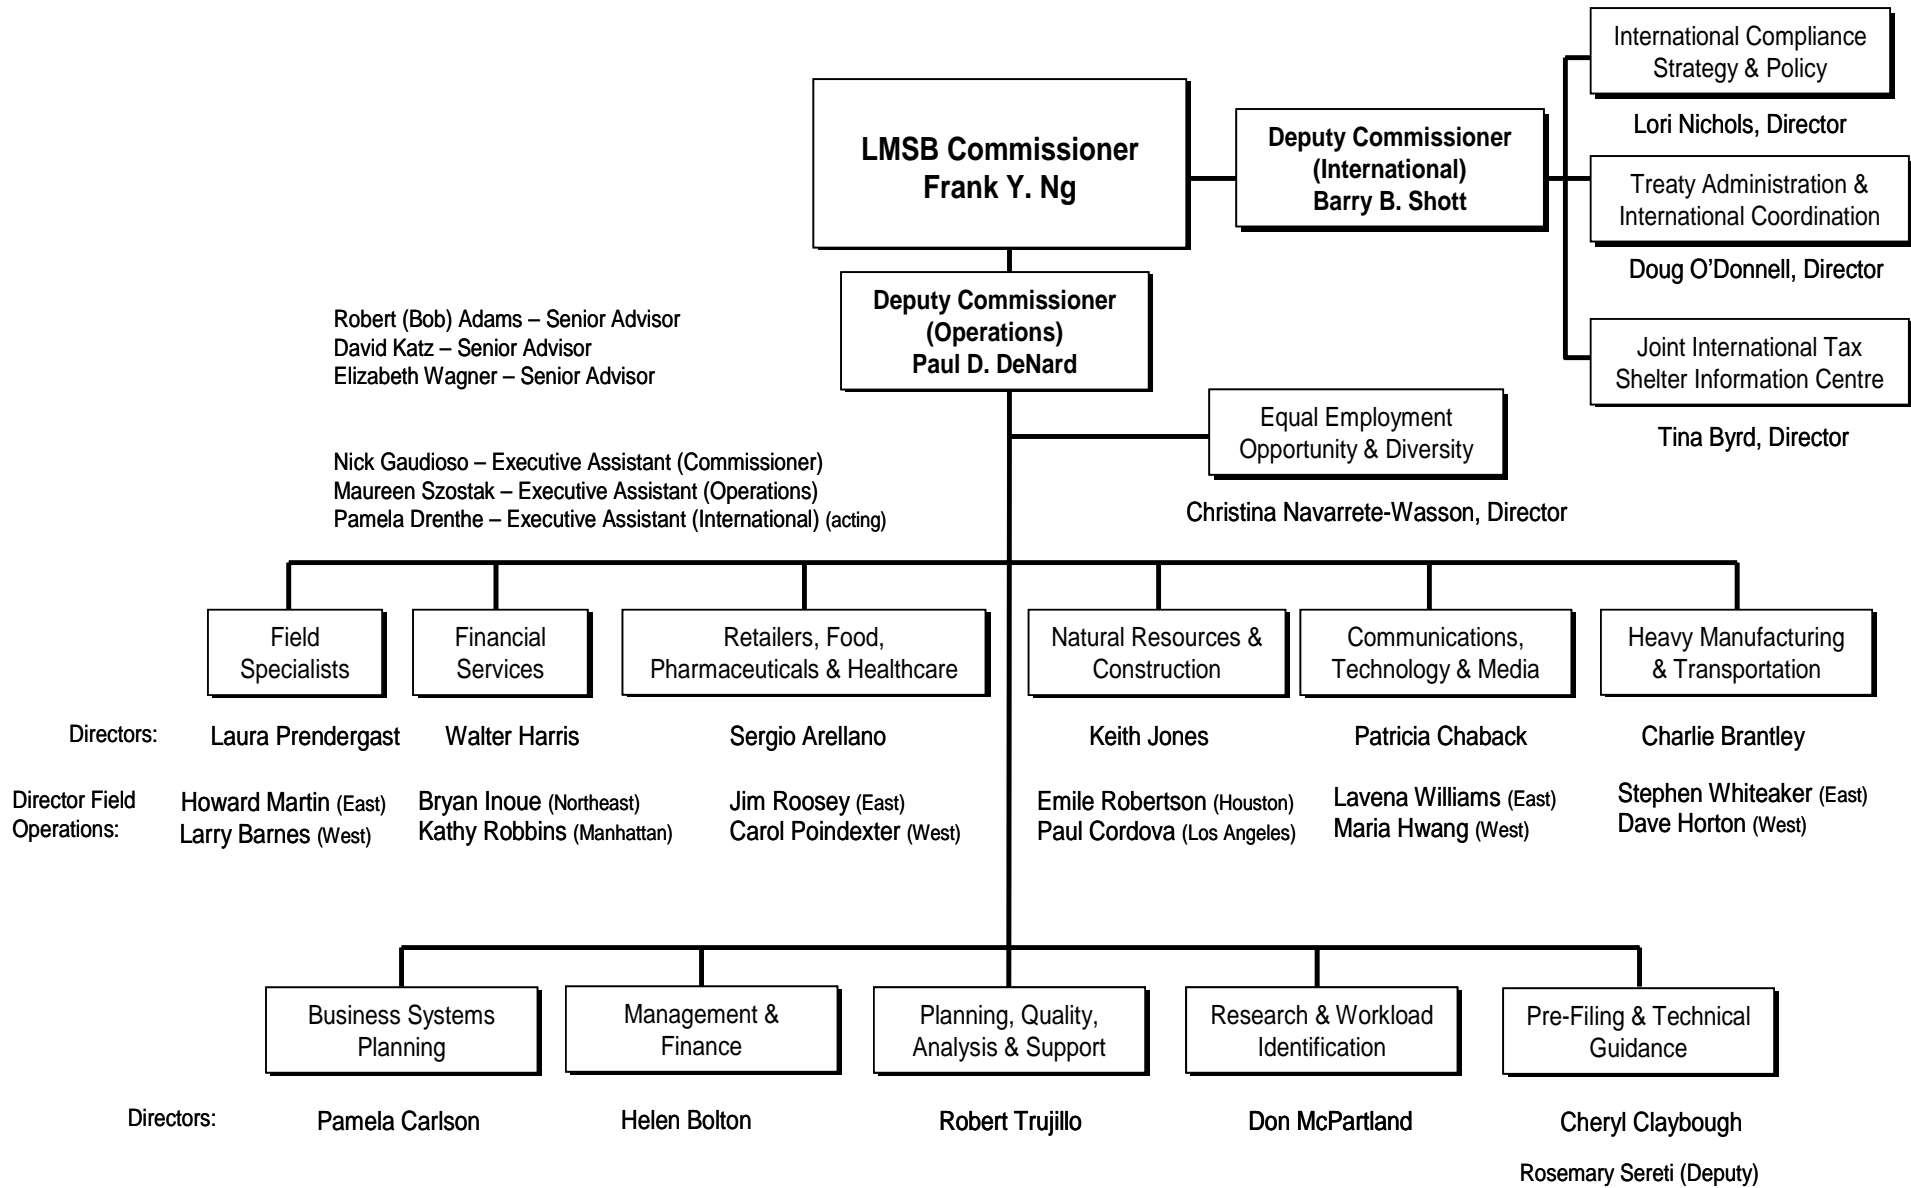 International Compliance
Strategy & Policy
Lori Nichols, Director
LMSB Commissioner
Frank Y. Ng
Deputy Commissioner
(International)
Barry B. Shott
Treaty Administration &
International Coordination
Doug O'Donnell, Director
Deputy Commissioner
(Operations)
Paul D. DeNard
Robert (Bob) Adams – Senior Advisor
David Katz – Senior Advisor
Elizabeth Wagner – Senior Advisor
Joint International Tax
Shelter Information Centre
Tina Byrd, Director
Equal Employment
Opportunity & Diversity
Christina Navarrete-Wasson, Director
Nick Gaudioso – Executive Assistant (Commissioner)
Maureen Szostak – Executive Assistant (Operations)
Pamela Drenthe – Executive Assistant (International) (acting)
Field
Specialists
Financial
Services
Retailers, Food,
Pharmaceuticals & Healthcare
Natural Resources &
Construction
Communications,
Technology & Media
Heavy Manufacturing
& Transportation
Directors: Laura Prendergast Walter Harris Sergio Arellano Keith Jones Patricia Chaback Charlie Brantley
Director Field
Operations:
Howard Martin (East)
Larry Barnes (West)
Bryan Inoue (Northeast)
Kathy Robbins (Manhattan)
Jim Roosey (East)
Carol Poindexter (West)
Emile Robertson (Houston)
Paul Cordova (Los Angeles)
Lavena Williams (East)
Maria Hwang (West)
Stephen Whiteaker (East)
Dave Horton (West)
Business Systems
Planning
Management &
Finance
Planning, Quality,
Analysis & Support
Research & Workload
Identification
Pre-Filing & Technical
Guidance
Directors: Pamela Carlson Helen Bolton Robert Trujillo Don McPartland Cheryl Claybough
Rosemary Sereti (Deputy)